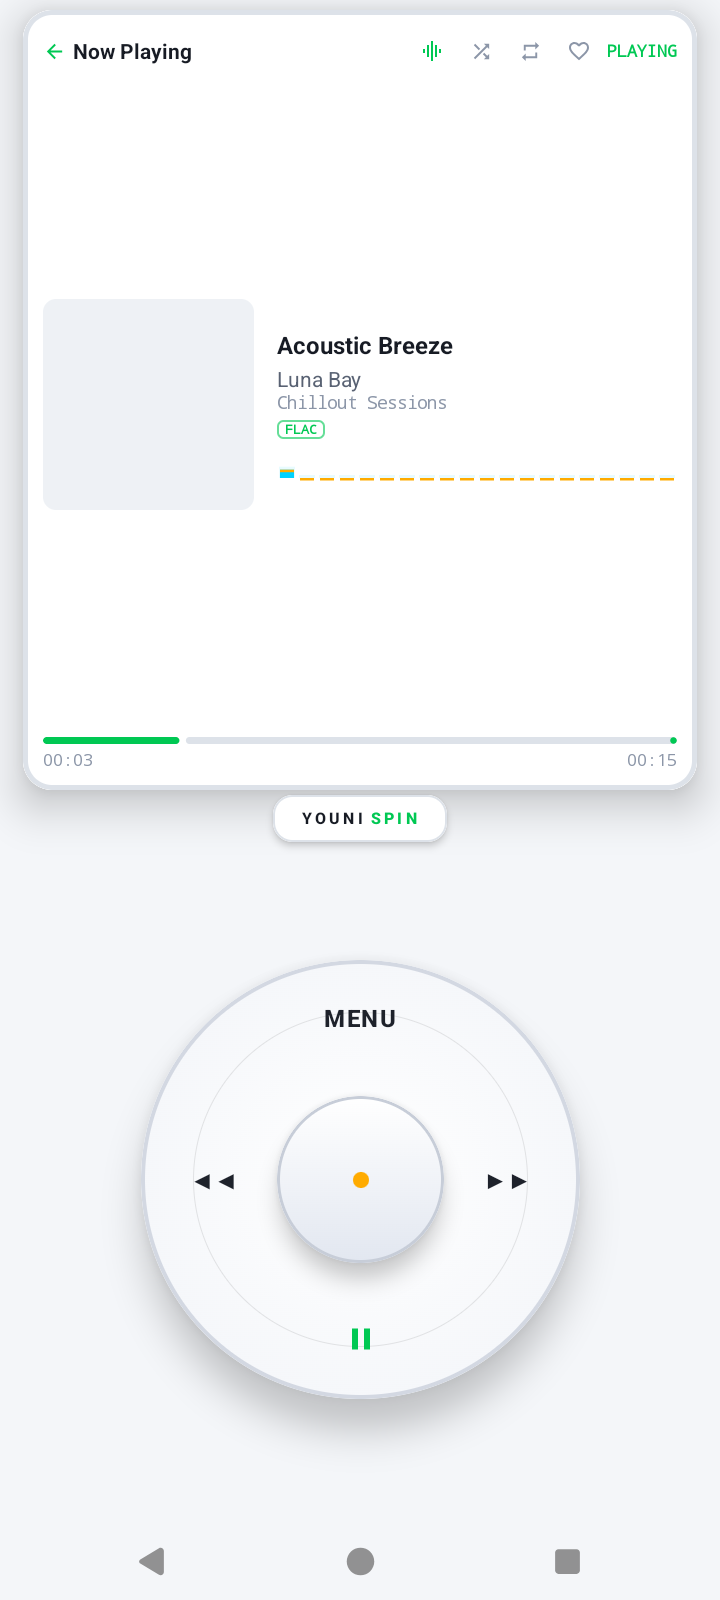 Now Playing
PLAYING
Acoustic Breeze
Luna Bay
Chillout Sessions
FLAC
00:03
00:15
YOUNI SPIN
MENU